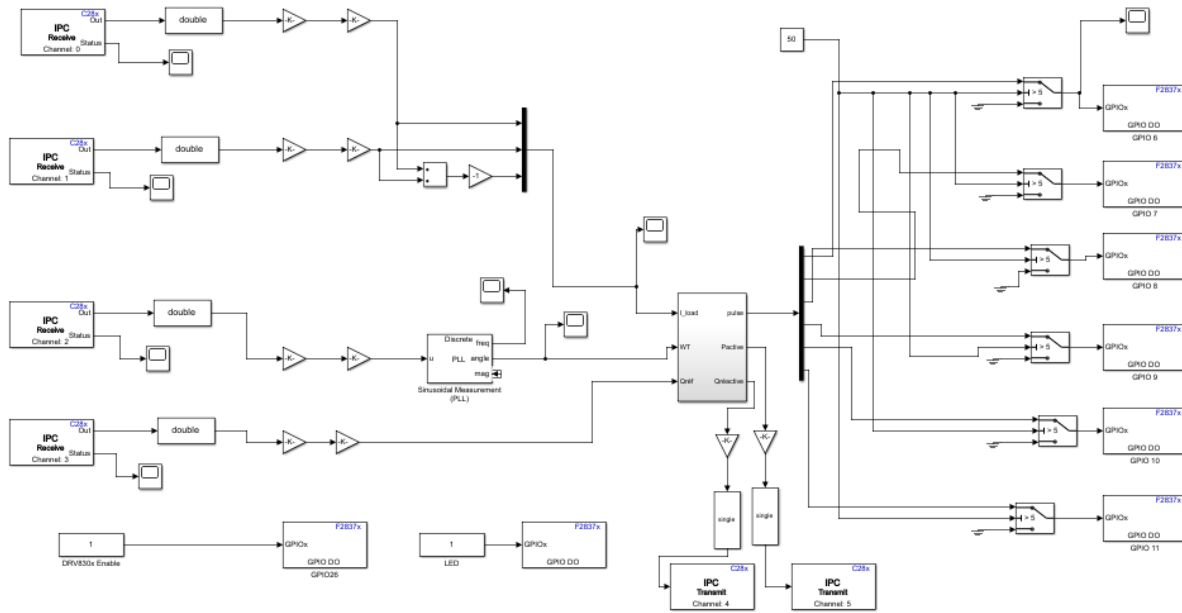 C28x
IPC
Receive
Channel: 0
Out
Status
double
-K-
-K-
C28x
IPC
Receive
Channel: 1
Out
Status
double
-K-
-K-
+
+
-1
C28x
IPC
Receive
Channel: 2
Out
Status
double
-K-
-K-
u
Discrete
PLL
freq
angle
mag
Sinusoidal Measurement
(PLL)
C28x
IPC
Receive
Channel: 3
Out
Status
double
-K-
-K-
I_load
WT
Qréf
pulse
Pactive
Qréactive
-K-
-K-
single
single
C28x
IPC
Transmit
Channel: 4
C28x
IPC
Transmit
Channel: 5
1
DRV830x Enable
F2837x
GPIOx
GPIO DO
GPIO26
1
LED
F2837x
GPIOx
GPIO DO
50
> 5
F2837x
GPIOx
GPIO DO
GPIO 6
> 5
F2837x
GPIOx
GPIO DO
GPIO 7
> 5
F2837x
GPIOx
GPIO DO
GPIO 8
> 5
F2837x
GPIOx
GPIO DO
GPIO 9
> 5
F2837x
GPIOx
GPIO DO
GPIO 10
> 5
F2837x
GPIOx
GPIO DO
GPIO 11